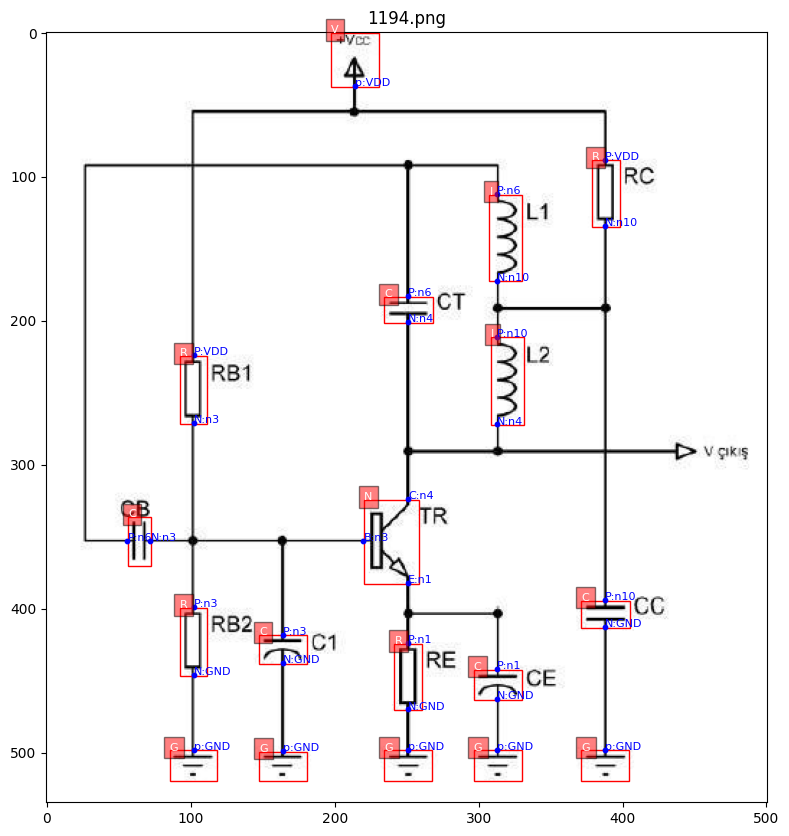 1194.png
V
+Vcc
p:VDD
0
R
P:VDD
RC
100
L
P:n6
L1
N:n10
N:n10
C
P:n6
CT
200
N:n4
L
P:n10
L2
R
P:VDD
RB1
N:n3
N:n4
300
V çıkış
N
C:n4
TR
CB
C
P:n6
N:n3
B:n3
E:n1
400
R
P:n3
RB2
N:GND
C
P:n3
C1
N:GND
R
P:n1
RE
N:GND
C
P:n1
CE
N:GND
C
P:n10
CC
N:GND
500
G
p:GND
G
p:GND
G
p:GND
G
p:GND
G
p:GND
0
100
200
300
400
500